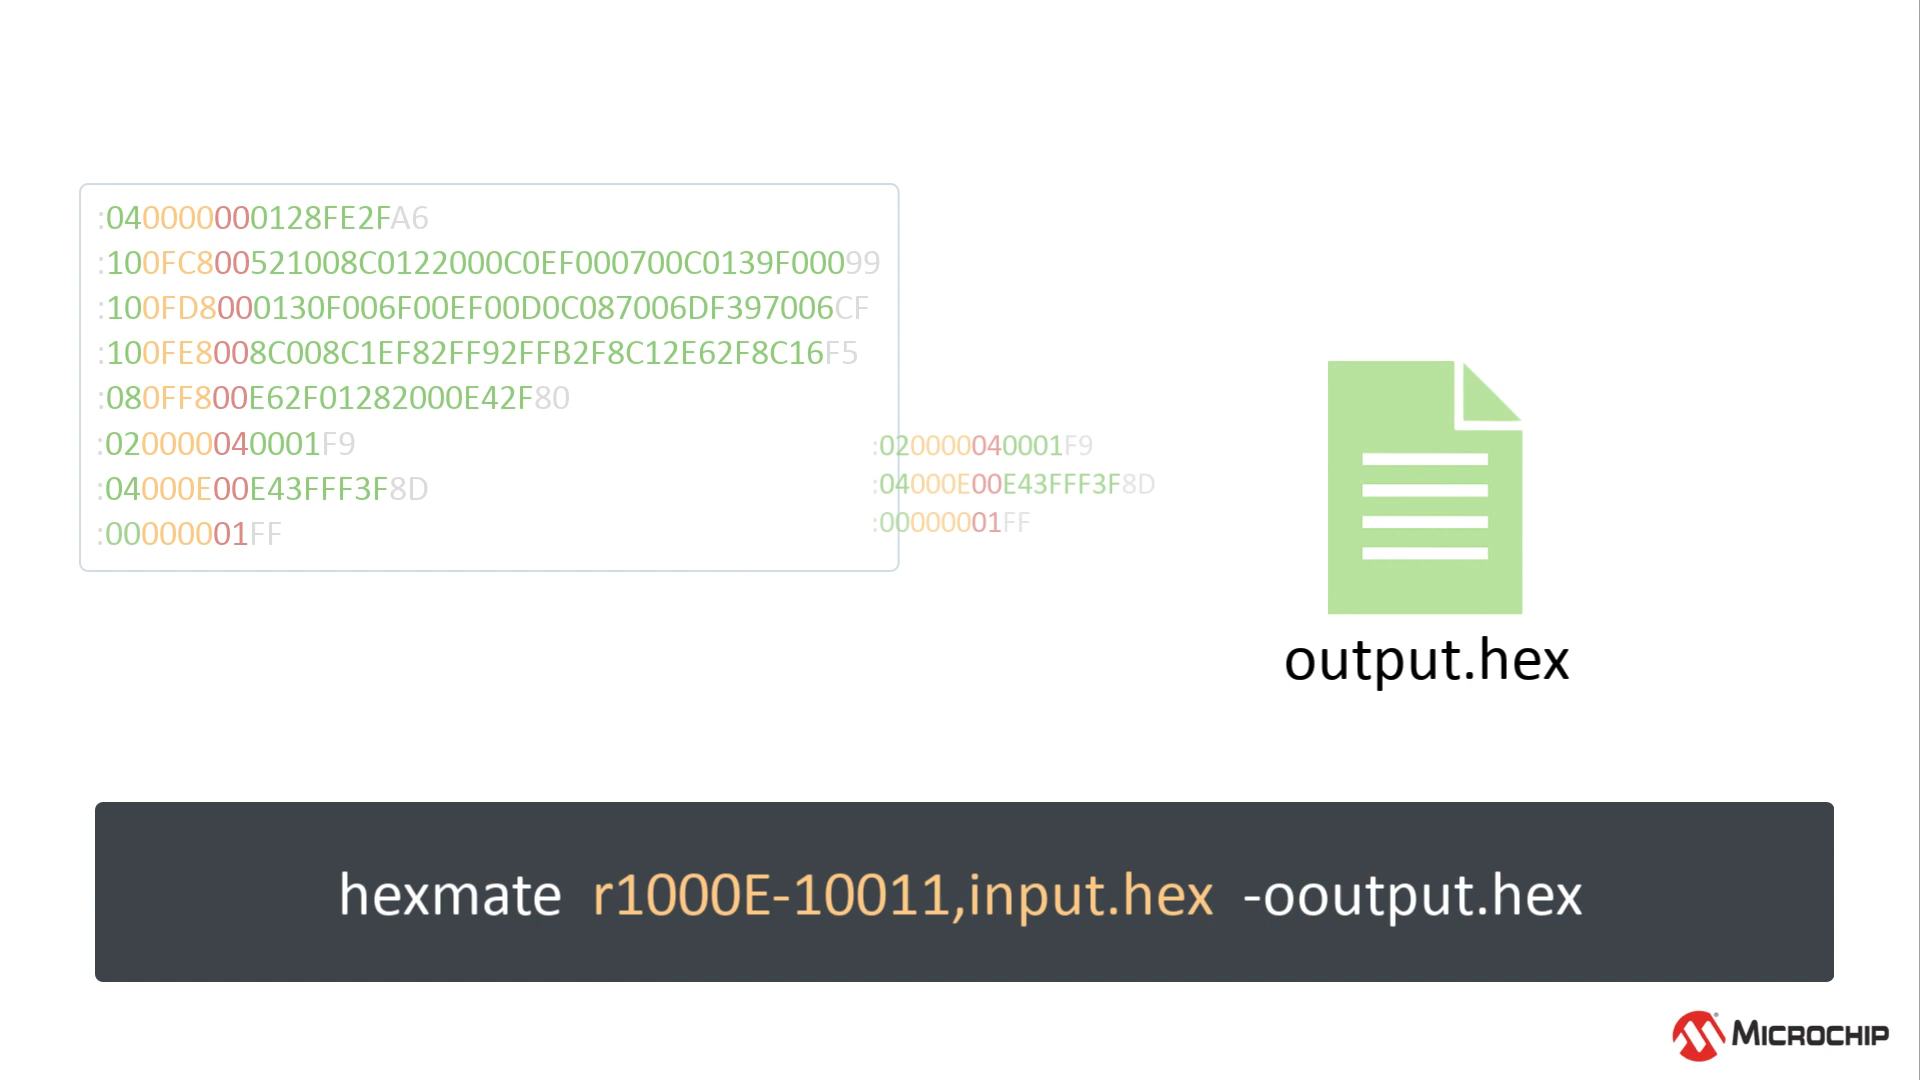 :040000000128FE2FA6
:100FC800521008C0122000C0EF000700C0139F00099
:100FD8000130F006F00EF00D0C087006DF397006CF
:100FE8008C008C1EF82FF92FFB2F8C12E62F8C16F5
:080FF800E62F01282000E42F80
:020000040001F9
:04000E00E43FFF3F8D
:00000001FF
:020000040001F9
:04000E00E43FFF3F8D
:00000001FF
output.hex
hexmate r1000E-10011,input.hex -ooutput.hex
MICROCHIP